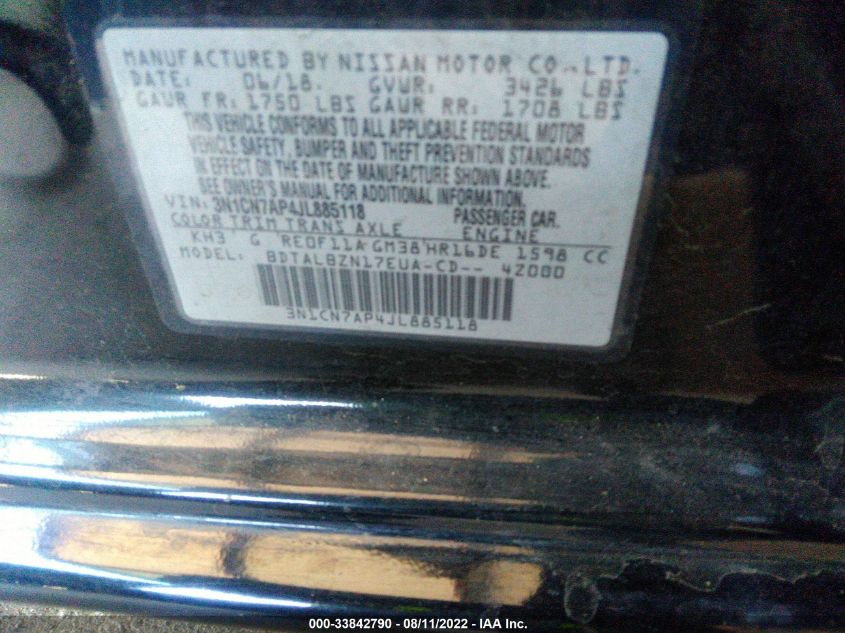 MANUFACTURED BY NISSAN MOTOR CO.,LTD.
DATE: 06/18. GVWR: 3426 LBS
GAWR FR: 1750 LBS GAWR RR: 1708 LBS
THIS VEHICLE CONFORMS TO ALL APPLICABLE FEDERAL MOTOR
VEHICLE SAFETY, BUMPER AND THEFT PREVENTION STANDARDS
IN EFFECT ON THE DATE OF MANUFACTURE SHOWN ABOVE.
SEE OWNER'S MANUAL FOR ADDITIONAL INFORMATION.
VIN: 3N1CN7AP4JL885118 PASSENGER CAR.
COLOR TRIM TRANS AXLE ENGINE
KH3 G RE0F11A GM38 HR16DE 1598 CC
MODEL: BDTALBZN17EUA-CD-- 4Z000
3N1CN7AP4JL885118
000-33842790 - 08/11/2022 - IAA Inc.